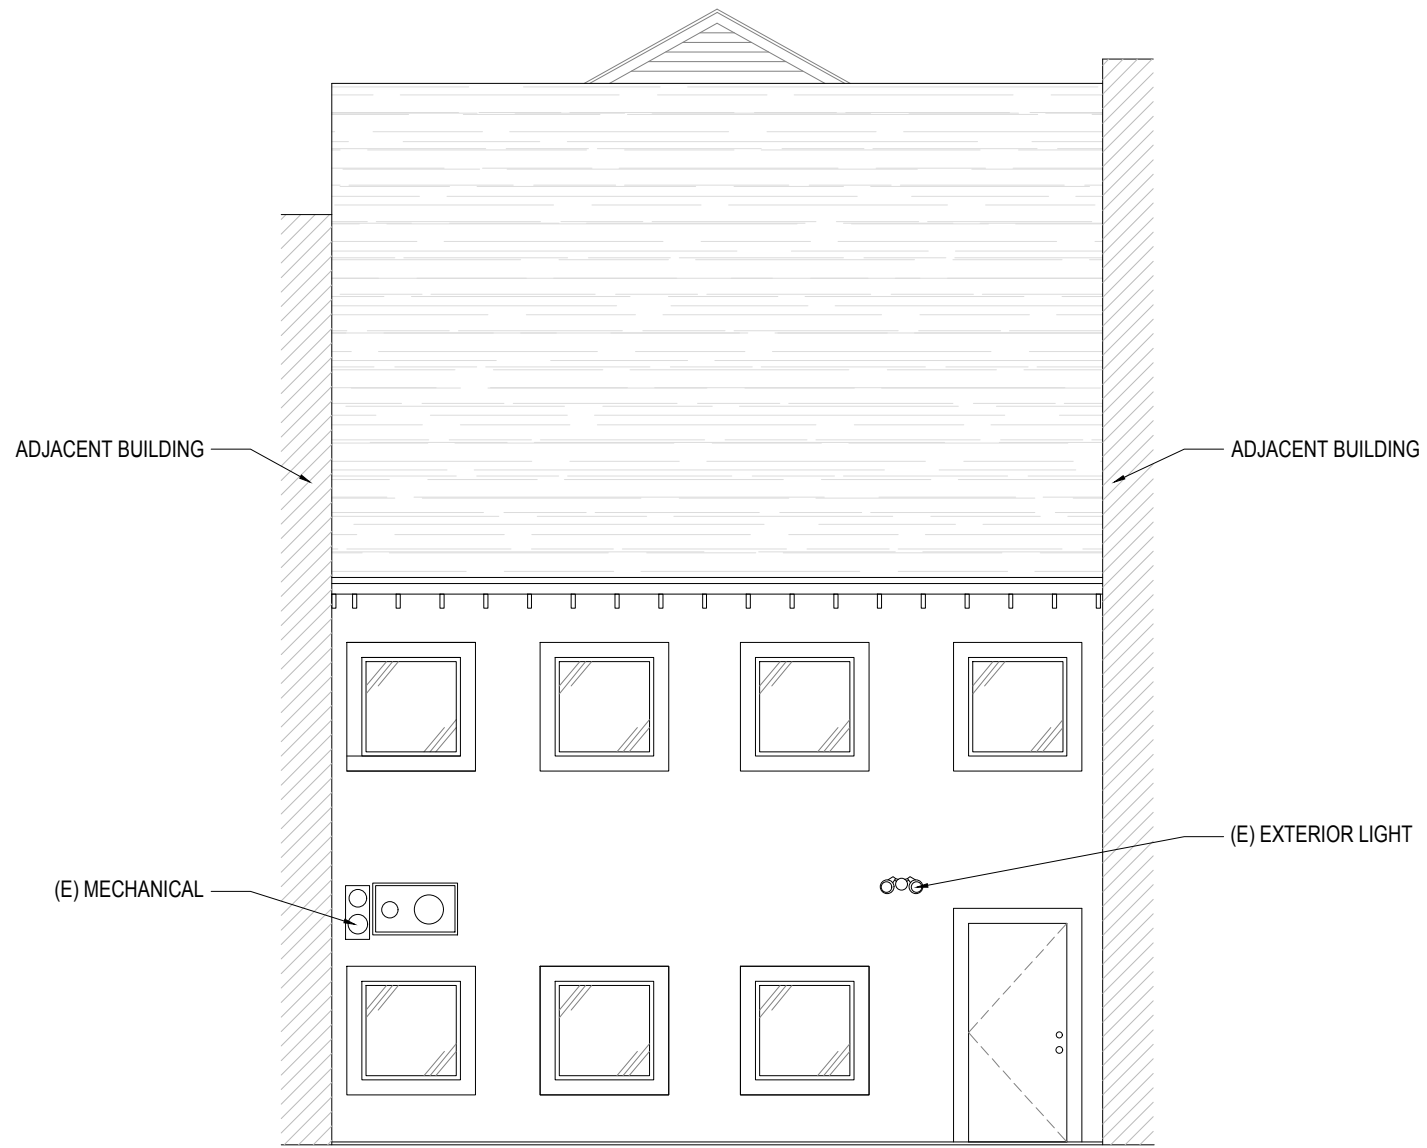 ADJACENT BUILDING
ADJACENT BUILDING
(E) EXTERIOR LIGHT
(E) MECHANICAL